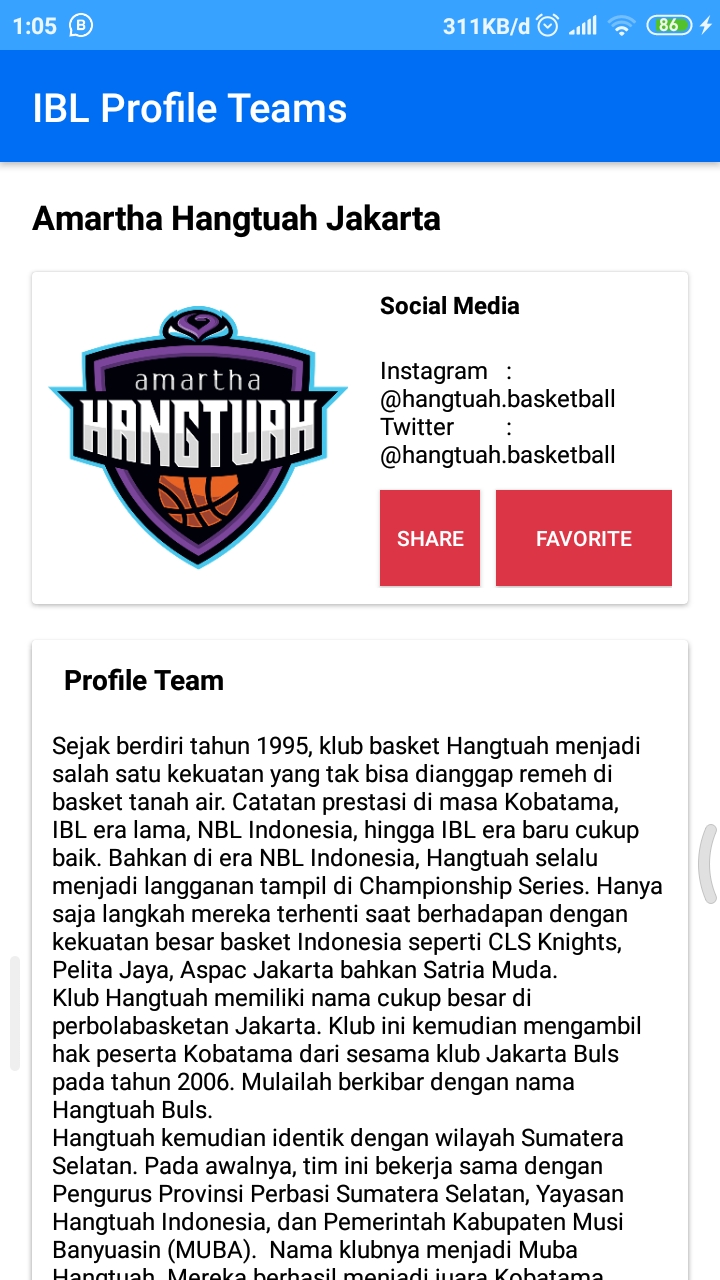 1:05 B 311KB/d 86
IBL Profile Teams
Amartha Hangtuah Jakarta
amartha
HANGTUAH
Social Media
Instagram :
@hangtuah.basketball
Twitter :
@hangtuah.basketball
SHARE FAVORITE
Profile Team
Sejak berdiri tahun 1995, klub basket Hangtuah menjadi
salah satu kekuatan yang tak bisa dianggap remeh di
basket tanah air. Catatan prestasi di masa Kobatama,
IBL era lama, NBL Indonesia, hingga IBL era baru cukup
baik. Bahkan di era NBL Indonesia, Hangtuah selalu
menjadi langganan tampil di Championship Series. Hanya
saja langkah mereka terhenti saat berhadapan dengan
kekuatan besar basket Indonesia seperti CLS Knights,
Pelita Jaya, Aspac Jakarta bahkan Satria Muda.
Klub Hangtuah memiliki nama cukup besar di
perbolabasketan Jakarta. Klub ini kemudian mengambil
hak peserta Kobatama dari sesama klub Jakarta Buls
pada tahun 2006. Mulailah berkibar dengan nama
Hangtuah Buls.
Hangtuah kemudian identik dengan wilayah Sumatera
Selatan. Pada awalnya, tim ini bekerja sama dengan
Pengurus Provinsi Perbasi Sumatera Selatan, Yayasan
Hangtuah Indonesia, dan Pemerintah Kabupaten Musi
Banyuasin (MUBA).  Nama klubnya menjadi Muba
Hangtuah. Mereka berhasil menjadi juara Kobatama